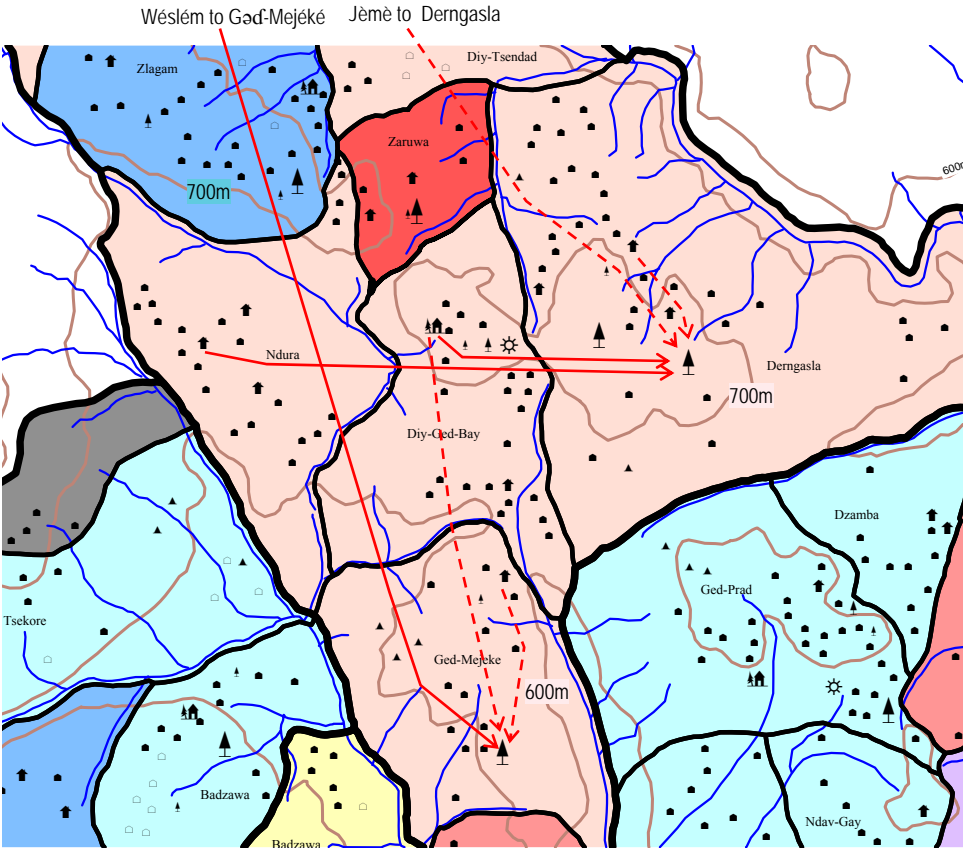 Wéslém to Gəɗ-Mejéké
Jèmè to Derngasla
Diy-Tsendad
Zlagam
Zaruwa
600m
700m
Ndura
Derngasla
700m
Diy-Ged-Bay
Dzamba
Ged-Prad
Tsekore
Ged-Mejeke
600m
Badzawa
Ndav-Gay
Badzawa